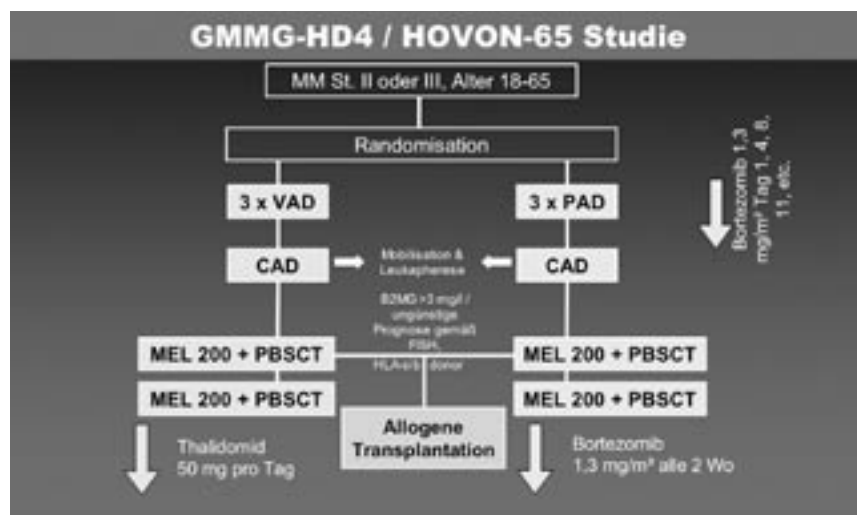 GMMG-HD4 / HOVON-65 Studie
MM St. II oder III, Alter 18-65
Randomisation
3 x VAD
3 x PAD
Bortezomib 1,3
mg/m² Tag 1, 4, 8,
11, etc.
CAD
Mobilisation &
Leukapherese
CAD
B2MG >3 mg/l /
ungünstige
Prognose gemäß
FISH,
donor
MEL 200 + PBSCT
MEL 200 + PBSCT
MEL 200 + PBSCT
MEL 200 + PBSCT
Allogene
Transplantation
Thalidomid
50 mg pro Tag
Bortezomib
1,3 mg/m² alle 2 Wo